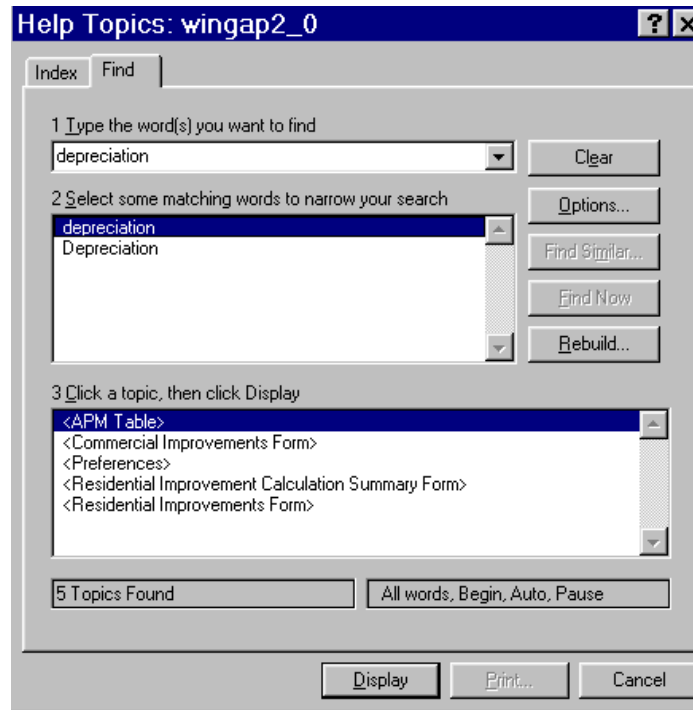 Help Topics: wingap2_0
? ×
Index Find
1 Type the word(s) you want to find
depreciation
Clear
2 Select some matching words to narrow your search
Options...
depreciation
Depreciation
Find Similar...
Find Now
Rebuild...
3 Click a topic, then click Display
<APM Table>
<Commercial Improvements Form>
<Preferences>
<Residential Improvement Calculation Summary Form>
<Residential Improvements Form>
5 Topics Found All words, Begin, Auto, Pause
Display Print... Cancel